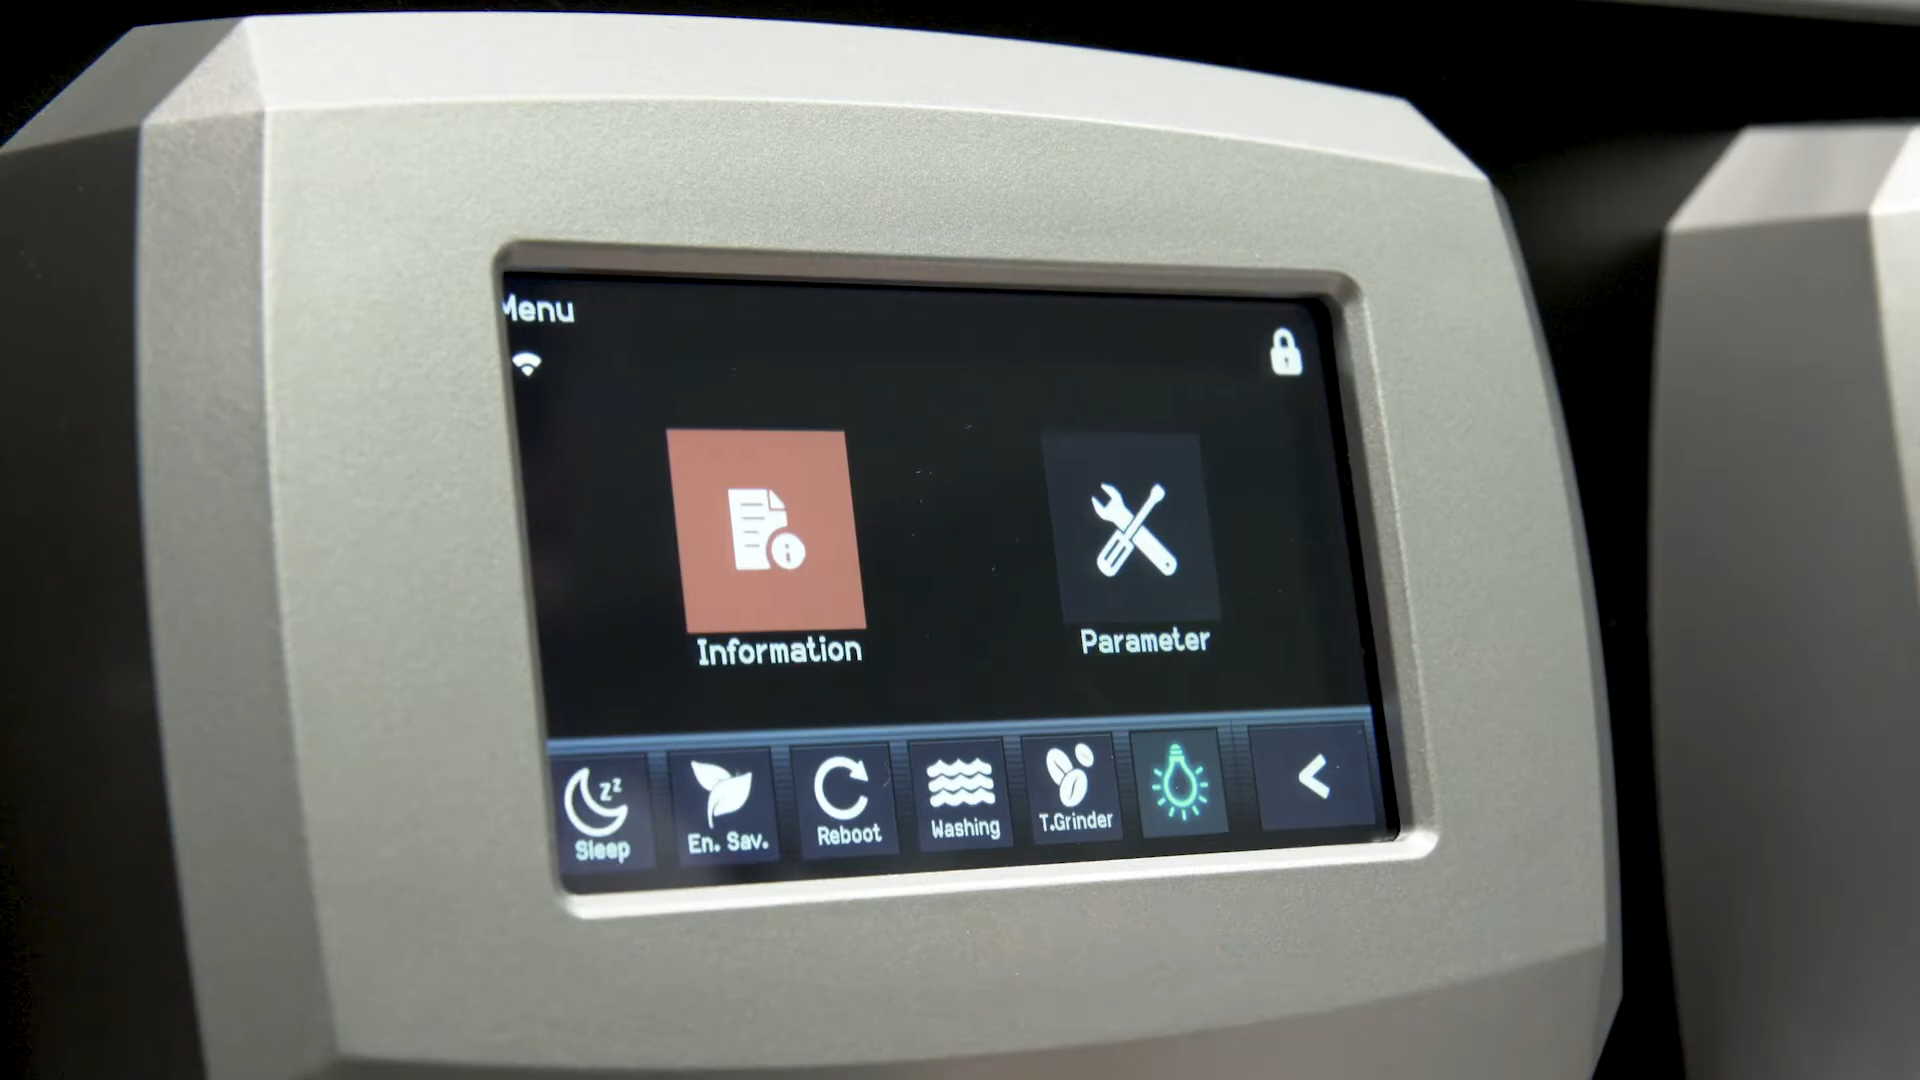 Menu
Information
Parameter
Sleep
En. Sav.
Reboot
Washing
T.Grinder